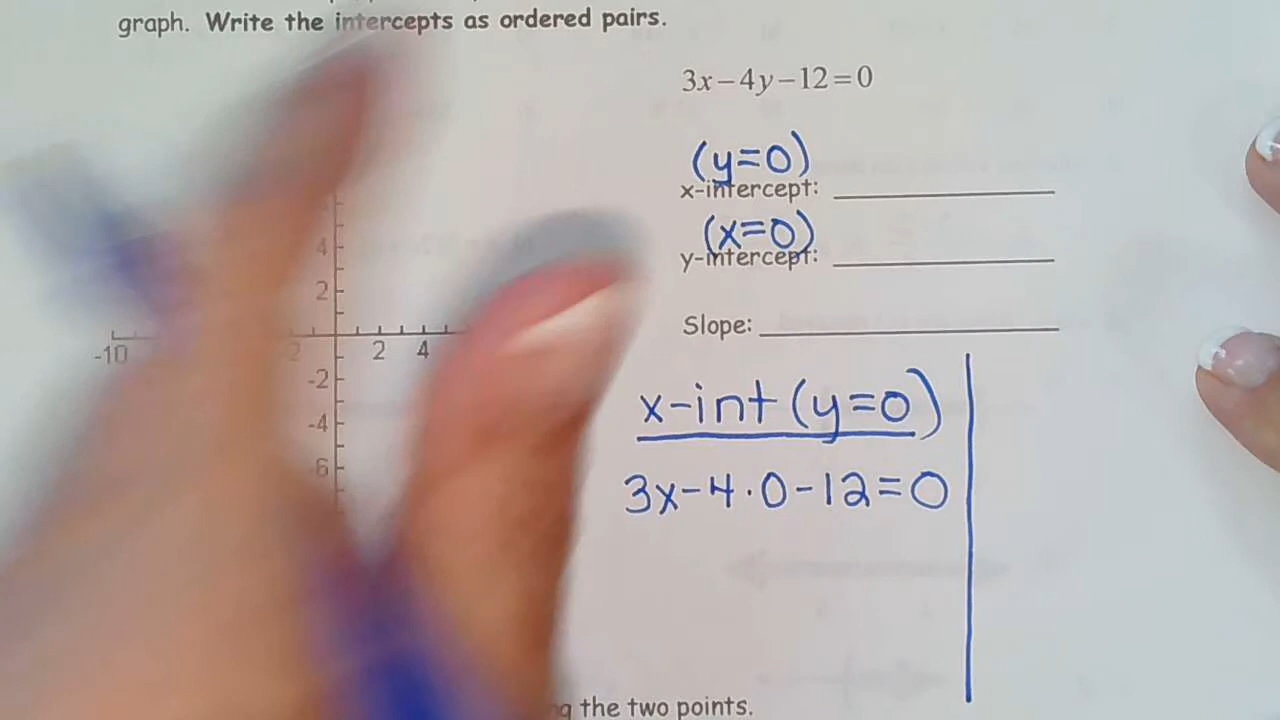 graph. Write the intercepts as ordered pairs.
3x-4y-12=0
(y=0)
x-intercept:
(x=0)
y-intercept:
Slope:
4
2
-10
2 4
-2
-4
-6
x-int (y=0)
3x-4·0-12=0
the two points.